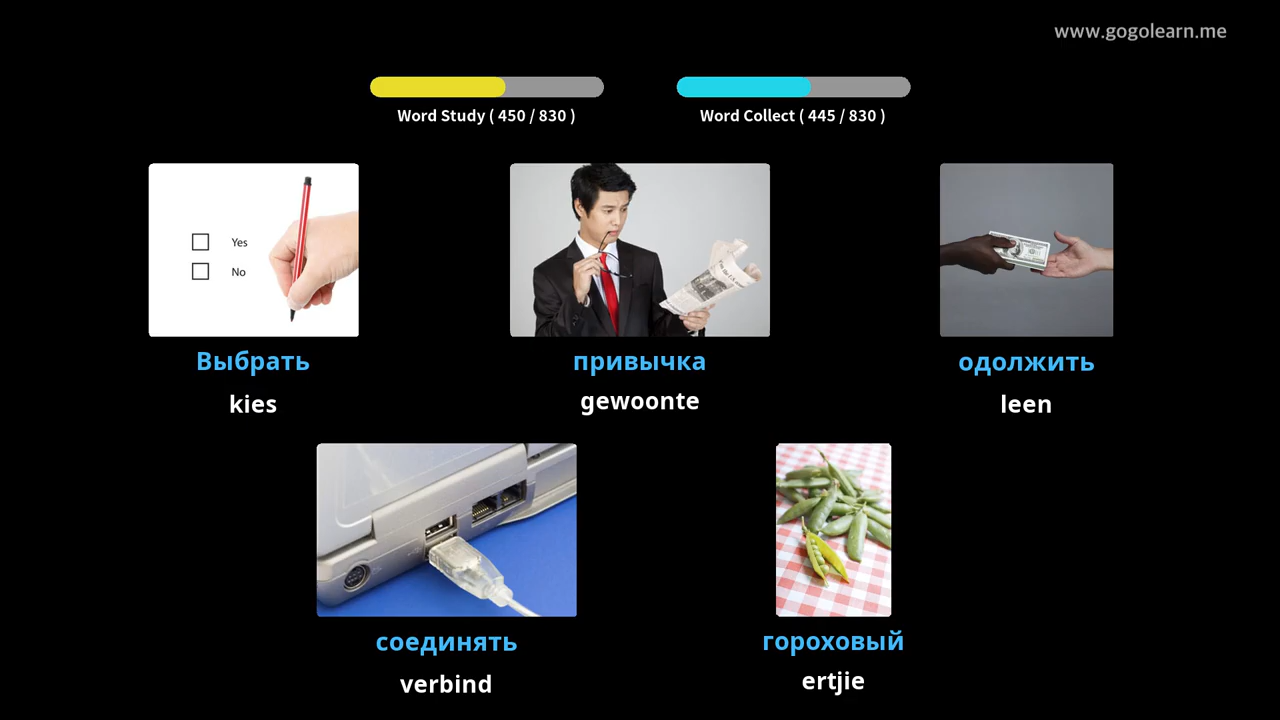 www.gogolearn.me
Word Study ( 450 / 830 )
Word Collect ( 445 / 830 )
Yes
No
Выбрать
kies
привычка
gewoonte
одолжить
leen
соединять
verbind
гороховый
ertjie